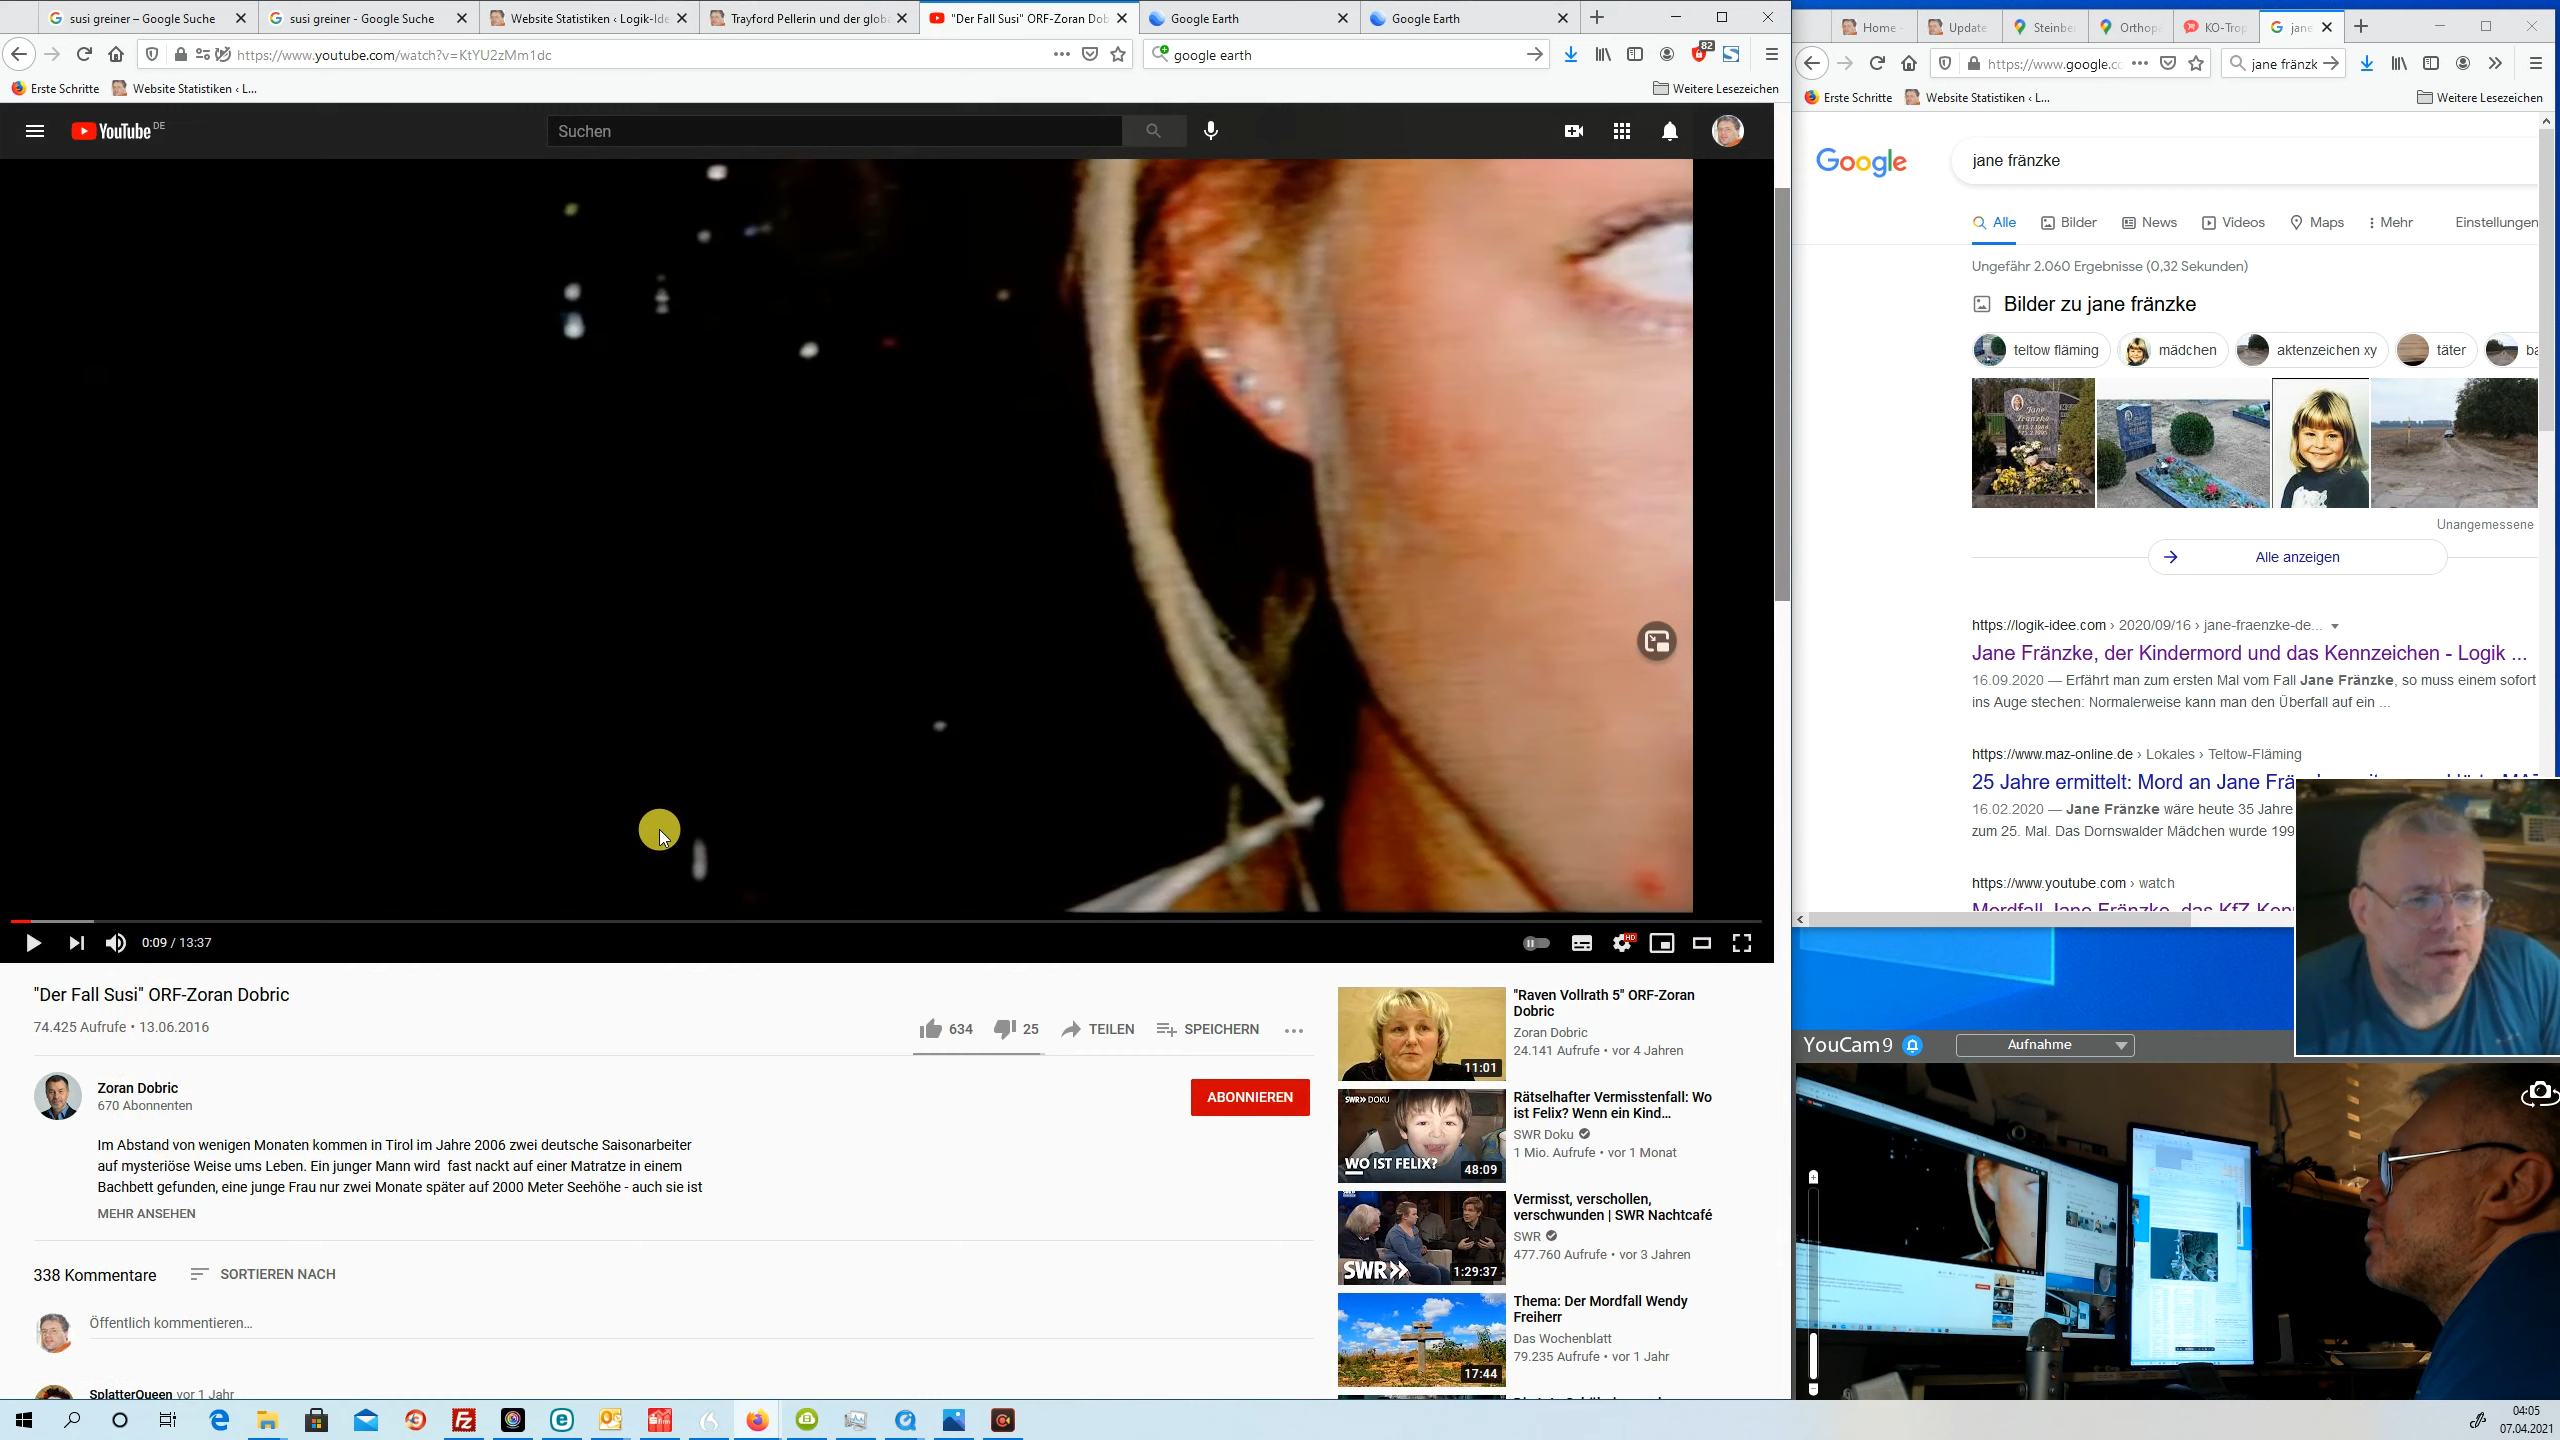 susi greiner – Google Suche
susi greiner - Google Suche
Website Statistiken ‹ Logik-Ide
Trayford Pellerin und der globa
"Der Fall Susi" ORF-Zoran Dob
Google Earth
Google Earth
https://www.youtube.com/watch?v=KtYU2zMm1dc
google earth
82
Erste Schritte
Website Statistiken ‹ L...
Weitere Lesezeichen
YouTube DE
Suchen
0:09 / 13:37
HD
"Der Fall Susi" ORF-Zoran Dobric
74.425 Aufrufe • 13.06.2016
634
25
TEILEN
SPEICHERN
Zoran Dobric
670 Abonnenten
ABONNIEREN
Im Abstand von wenigen Monaten kommen in Tirol im Jahre 2006 zwei deutsche Saisonarbeiter
auf mysteriöse Weise ums Leben. Ein junger Mann wird fast nackt auf einer Matratze in einem
Bachbett gefunden, eine junge Frau nur zwei Monate später auf 2000 Meter Seehöhe - auch sie ist
MEHR ANSEHEN
338 Kommentare
SORTIEREN NACH
Öffentlich kommentieren...
SplatterQueen vor 1 Jahr
11:01
"Raven Vollrath 5" ORF-Zoran
Dobric
Zoran Dobric
24.141 Aufrufe • vor 4 Jahren
SWR» DOKU
WO IST FELIX?
48:09
Rätselhafter Vermisstenfall: Wo
ist Felix? Wenn ein Kind...
SWR Doku
1 Mio. Aufrufe • vor 1 Monat
SWR»
1:29:37
Vermisst, verschollen,
verschwunden | SWR Nachtcafé
SWR
477.760 Aufrufe • vor 3 Jahren
17:44
Thema: Der Mordfall Wendy
Freiherr
Das Wochenblatt
79.235 Aufrufe • vor 1 Jahr
Home -
Update
Steinbe
Orthop
KO-Trop
jane
https://www.google.cc
jane fränzk
Erste Schritte
Website Statistiken ‹ L...
Weitere Lesezeichen
Google
jane fränzke
Alle
Bilder
News
Videos
Maps
Mehr
Einstellungen
Ungefähr 2.060 Ergebnisse (0,32 Sekunden)
Bilder zu jane fränzke
teltow fläming
mädchen
aktenzeichen xy
täter
ba
Jane
Fränzke
Unangemessene
Alle anzeigen
https://logik-idee.com › 2020/09/16 › jane-fraenzke-de...
Jane Fränzke, der Kindermord und das Kennzeichen - Logik ...
16.09.2020 — Erfährt man zum ersten Mal vom Fall Jane Fränzke, so muss einem sofort
ins Auge stechen: Normalerweise kann man den Überfall auf ein ...
https://www.maz-online.de › Lokales › Teltow-Fläming
25 Jahre ermittelt: Mord an Jane Frä
16.02.2020 — Jane Fränzke wäre heute 35 Jahre
zum 25. Mal. Das Dornswalder Mädchen wurde 199
https://www.youtube.com › watch
Mordfall Jane Fränzke, das KfZ-Ken
YouCam 9
Aufnahme
04:05
07.04.2021